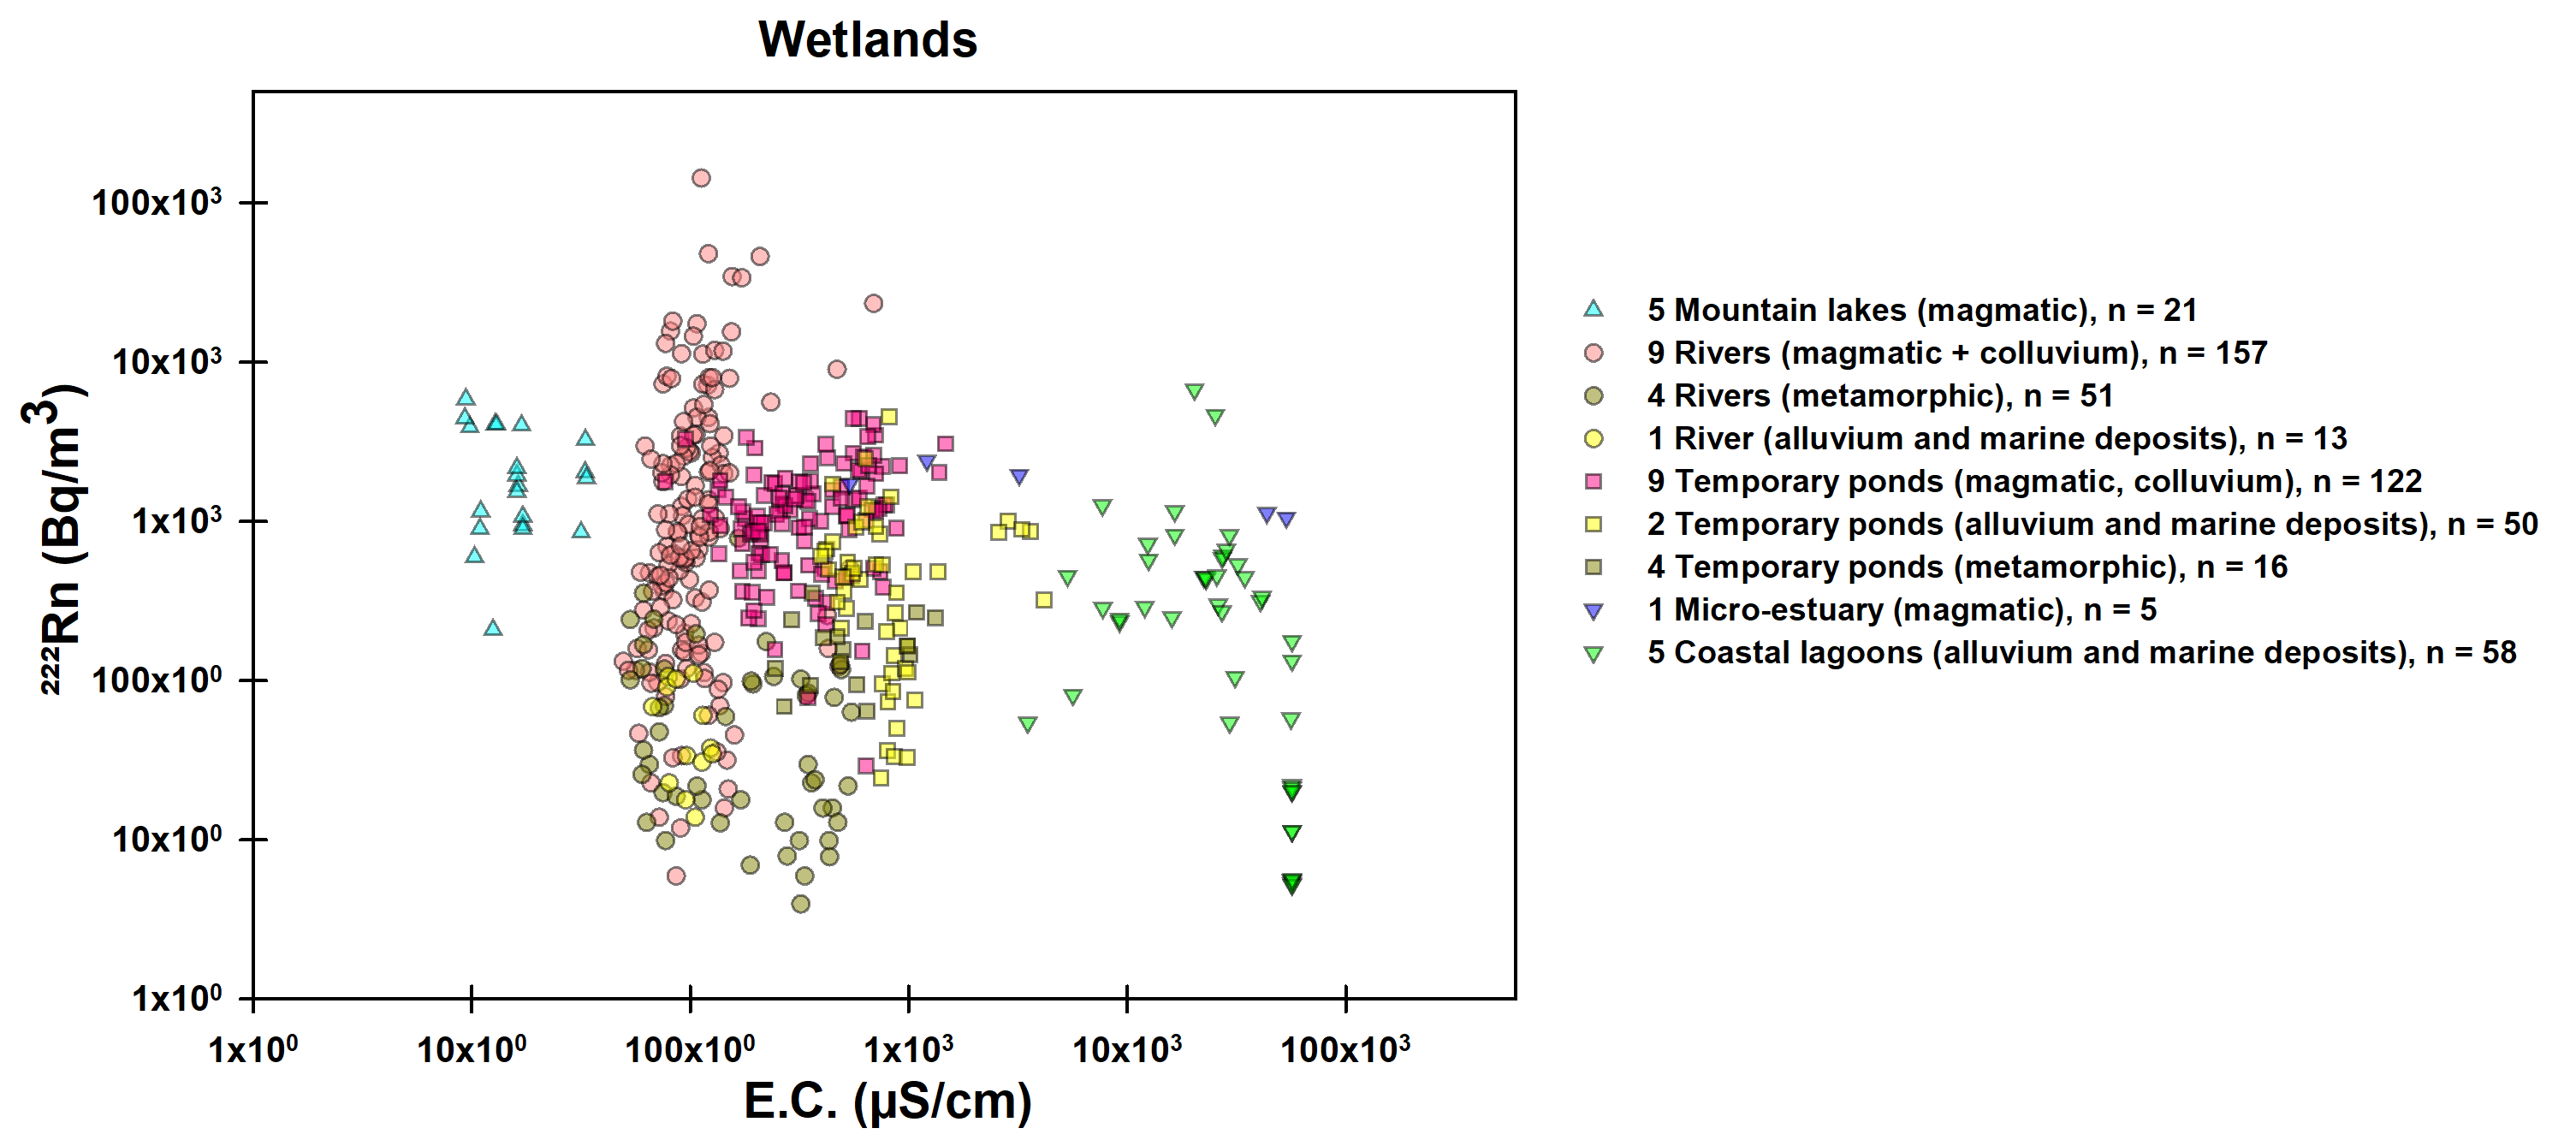 Wetlands
100x10³
10x10³
1x10³
100x10⁰
10x10⁰
1x10⁰
²²²Rn (Bq/m³)
1x10⁰ 10x10⁰ 100x10⁰ 1x10³ 10x10³ 100x10³
E.C. (µS/cm)
5 Mountain lakes (magmatic), n = 21
9 Rivers (magmatic + colluvium), n = 157
4 Rivers (metamorphic), n = 51
1 River (alluvium and marine deposits), n = 13
9 Temporary ponds (magmatic, colluvium), n = 122
2 Temporary ponds (alluvium and marine deposits), n = 50
4 Temporary ponds (metamorphic), n = 16
1 Micro-estuary (magmatic), n = 5
5 Coastal lagoons (alluvium and marine deposits), n = 58